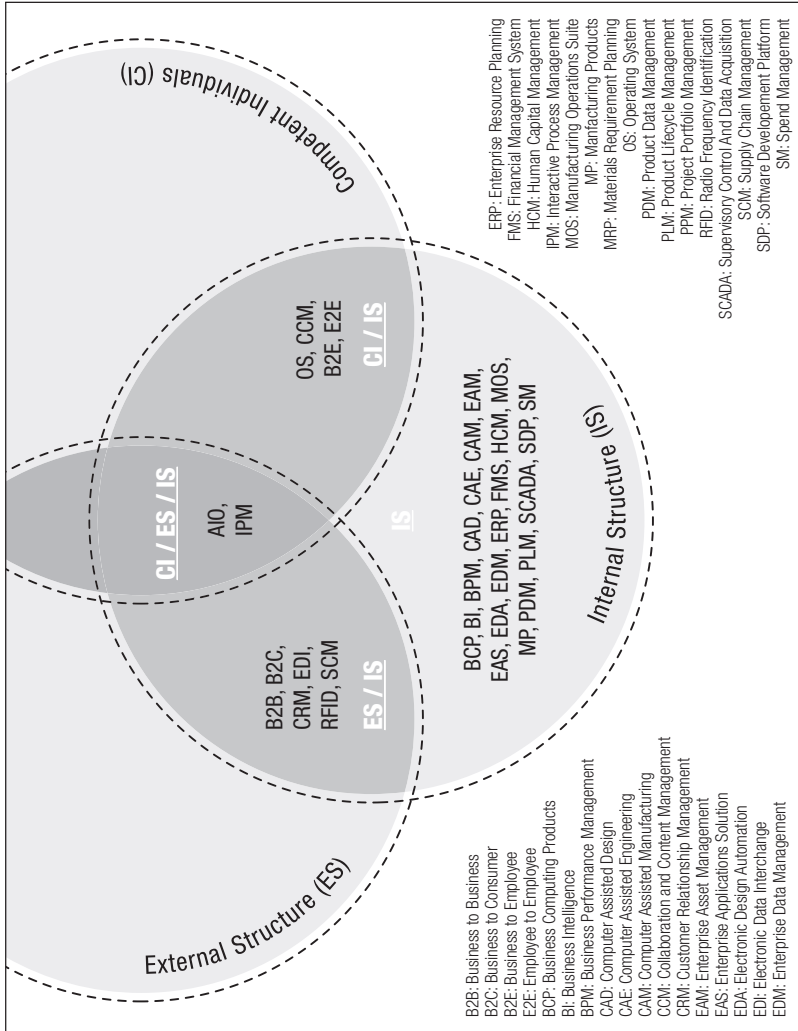 External Structure (ES)
Competent Individuals (CI)
CI / ES / IS
AIO,
IPM
B2B, B2C,
CRM, EDI,
RFID, SCM
ES / IS
OS, CCM,
B2E, E2E
CI / IS
IS
BCP, BI, BPM, CAD, CAE, CAM, EAM,
EAS, EDA, EDM, ERP, FMS, HCM, MOS,
MP, PDM, PLM, SCADA, SDP, SM
Internal Structure (IS)
B2B: Business to Business
B2C: Business to Consumer
B2E: Business to Employee
E2E: Employee to Employee
BCP: Business Computing Products
BI: Business Intelligence
BPM: Business Performance Management
CAD: Computer Assisted Design
CAE: Computer Assisted Engineering
CAM: Computer Assisted Manufacturing
CCM: Collaboration and Content Management
CRM: Customer Relationship Management
EAM: Enterprise Asset Management
EAS: Enterprise Applications Solution
EDA: Electronic Design Automation
EDI: Electronic Data Interchange
EDM: Enterprise Data Management
ERP: Enterprise Resource Planning
FMS: Financial Management System
HCM: Human Capital Management
IPM: Interactive Process Management
MOS: Manufacturing Operations Suite
MP: Manfacturing Products
MRP: Materials Requirement Planning
OS: Operating System
PDM: Product Data Management
PLM: Product Lifecycle Management
PPM: Project Portfolio Management
RFID: Radio Frequency Identification
SCADA: Supervisory Control And Data Acquisition
SCM: Supply Chain Management
SDP: Software Developement Platform
SM: Spend Management